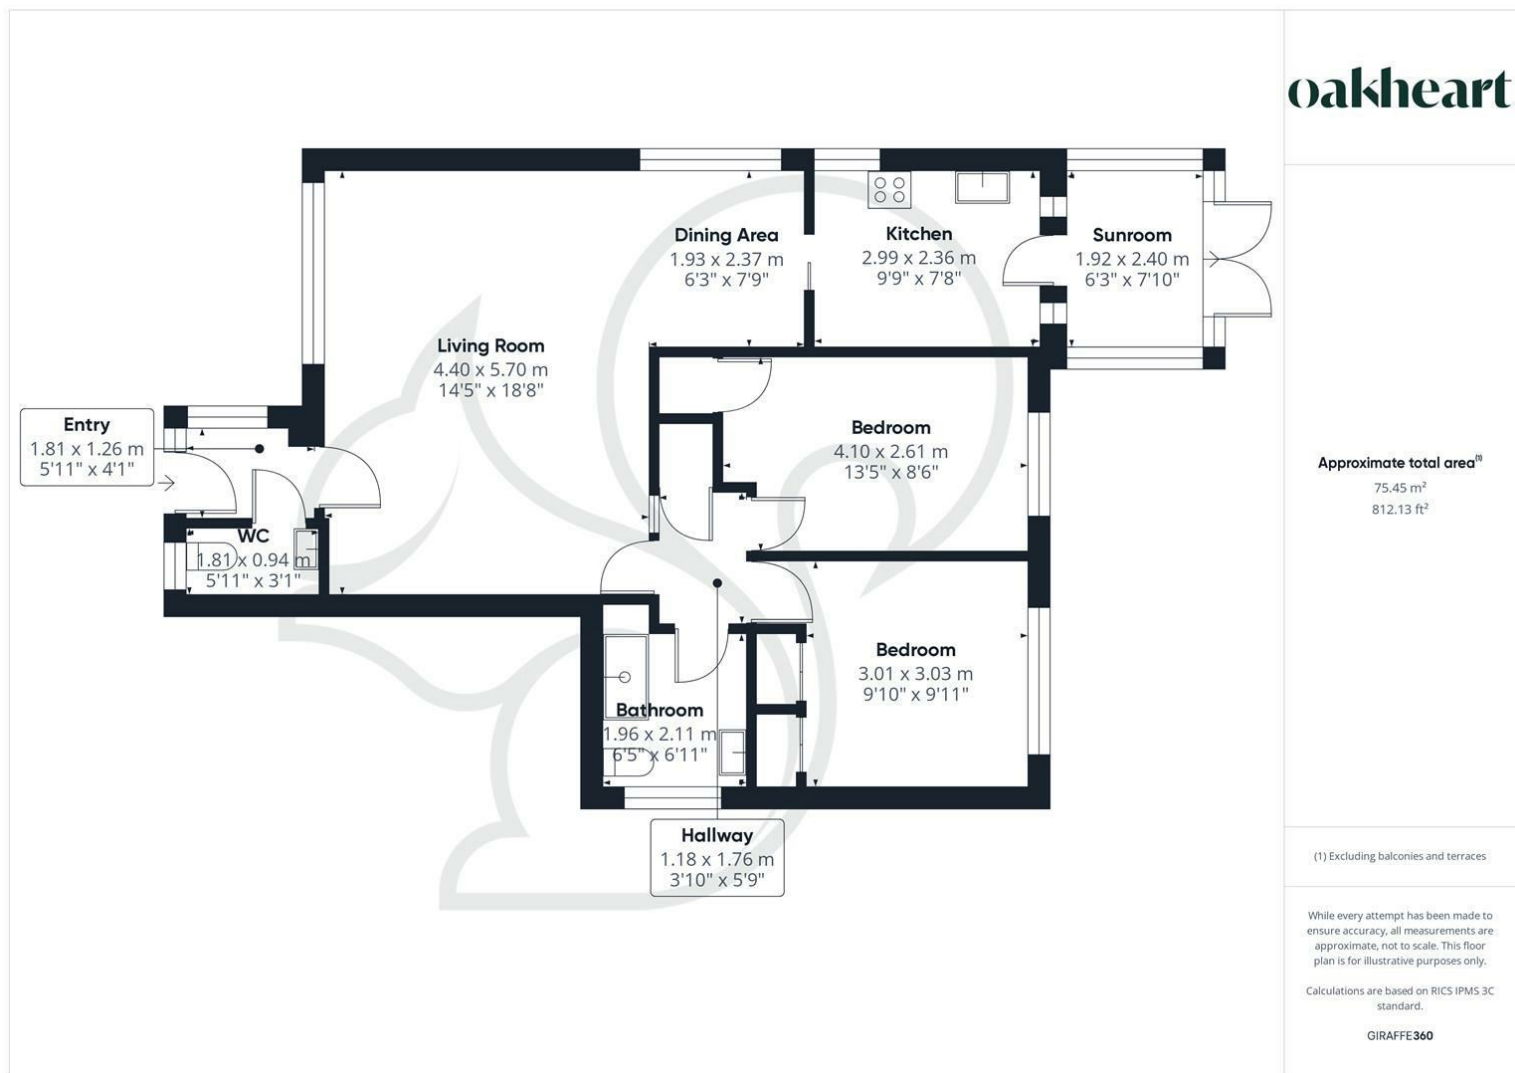 oakheart
Dining Area
1.93 x 2.37 m
6'3" x 7'9"
Kitchen
2.99 x 2.36 m
9'9" x 7'8"
Sunroom
1.92 x 2.40 m
6'3" x 7'10"
Living Room
4.40 x 5.70 m
14'5" x 18'8"
Entry
1.81 x 1.26 m
5'11" x 4'1"
Bedroom
4.10 x 2.61 m
13'5" x 8'6"
WC
1.81 x 0.94 m
5'11" x 3'1"
Bedroom
3.01 x 3.03 m
9'10" x 9'11"
Bathroom
1.96 x 2.11 m
6'5" x 6'11"
Hallway
1.18 x 1.76 m
3'10" x 5'9"
Approximate total area(1)
75.45 m²
812.13 ft²
(1) Excluding balconies and terraces
While every attempt has been made to
ensure accuracy, all measurements are
approximate, not to scale. This floor
plan is for illustrative purposes only.
Calculations are based on RICS IPMS 3C
standard.
GIRAFFE360